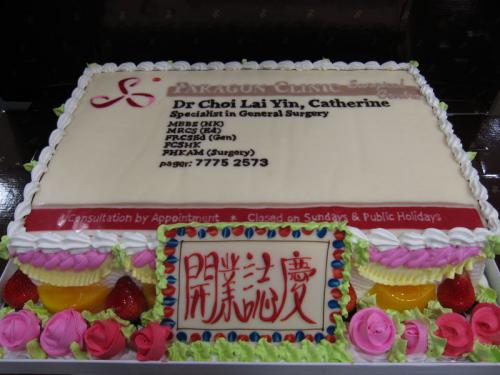 PARAGON CLINIC
Dr Choi Lai Yin, Catherine
Specialist in General Surgery
MBBS (HK)
MRCS (Ed)
FRCSEd (Gen)
FCSHK
FHKAM (Surgery)
pager: 7775 2573
Consultation by Appointment * Closed on Sundays & Public Holidays
開業誌慶